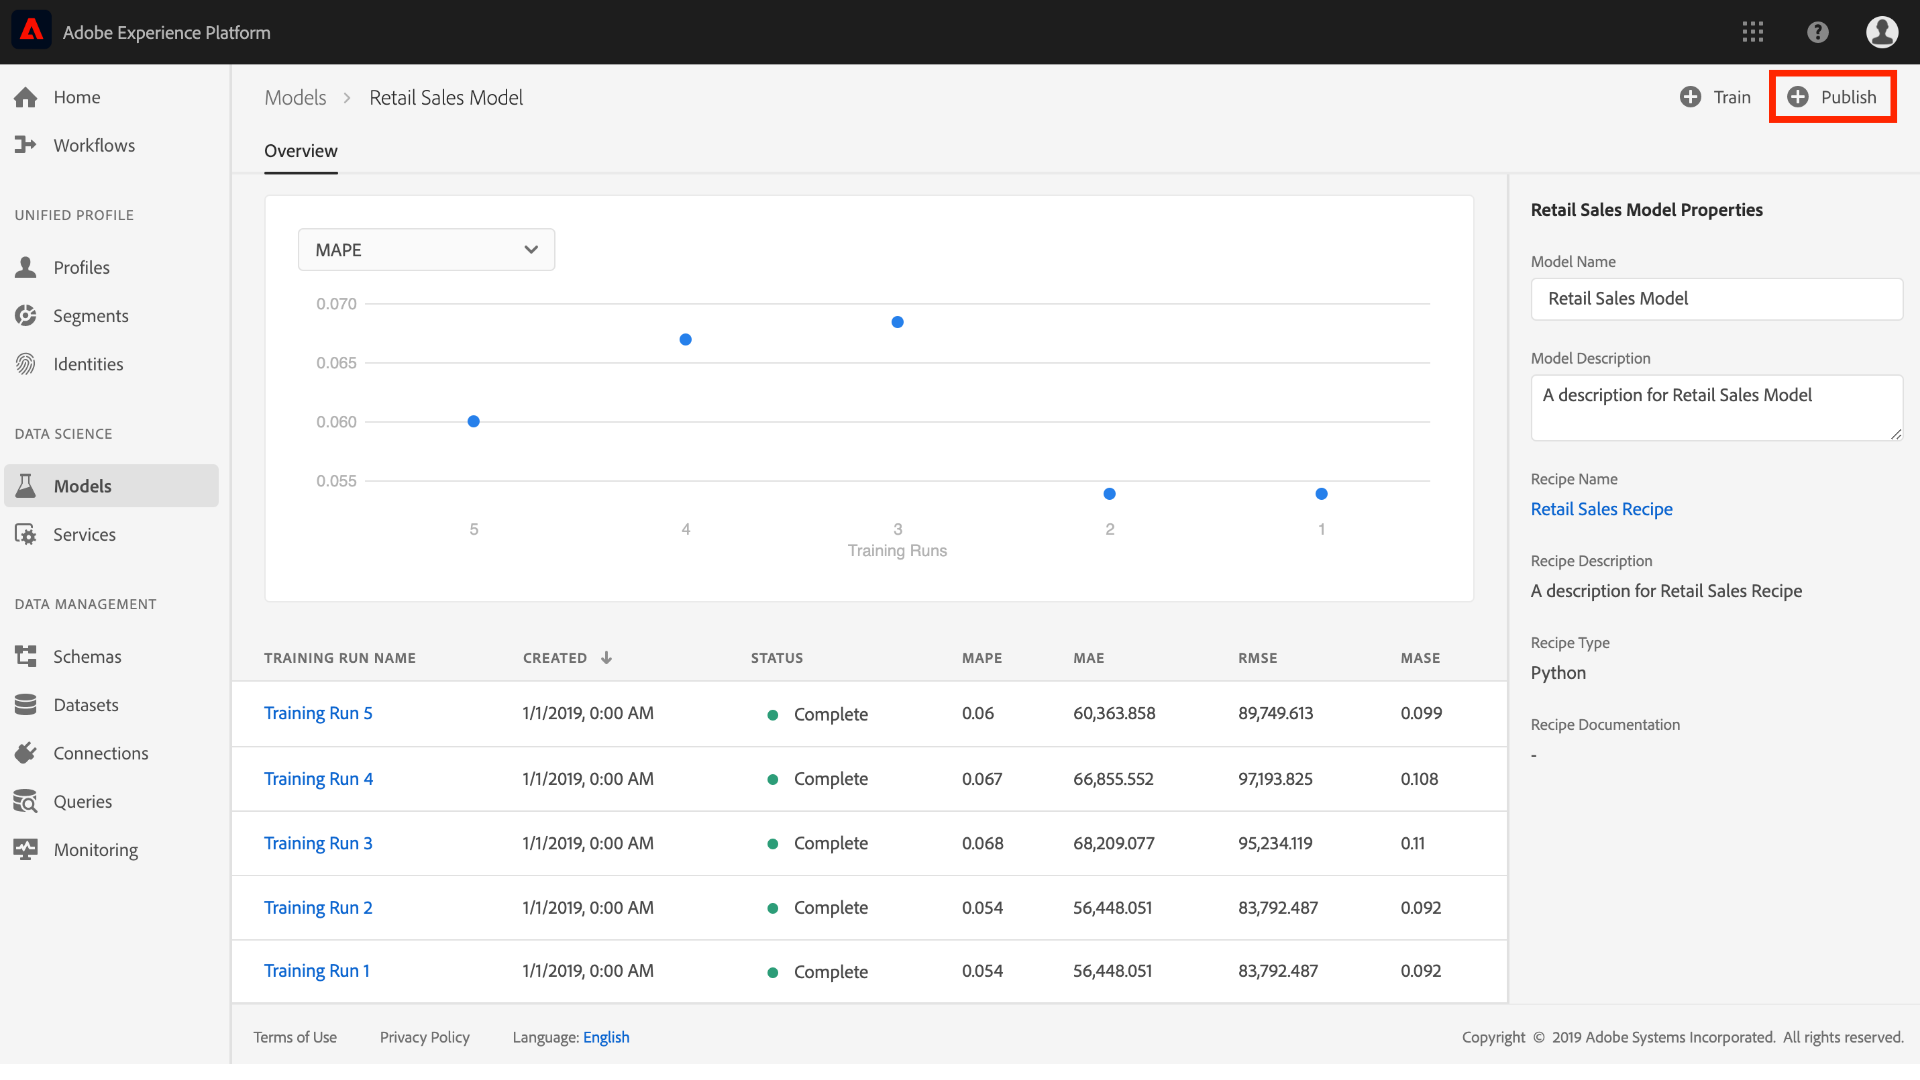 Adobe Experience Platform
Home
Workflows
UNIFIED PROFILE
Profiles
Segments
Identities
DATA SCIENCE
Models
Services
DATA MANAGEMENT
Schemas
Datasets
Connections
Queries
Monitoring
Models > Retail Sales Model
Train
Publish
Overview
MAPE
0.070
0.065
0.060
0.055
5 4 3 2 1
Training Runs
TRAINING RUN NAME CREATED ↓ STATUS MAPE MAE RMSE MASE
Training Run 5 1/1/2019, 0:00 AM Complete 0.06 60,363.858 89,749.613 0.099
Training Run 4 1/1/2019, 0:00 AM Complete 0.067 66,855.552 97,193.825 0.108
Training Run 3 1/1/2019, 0:00 AM Complete 0.068 68,209.077 95,234.119 0.11
Training Run 2 1/1/2019, 0:00 AM Complete 0.054 56,448.051 83,792.487 0.092
Training Run 1 1/1/2019, 0:00 AM Complete 0.054 56,448.051 83,792.487 0.092
Retail Sales Model Properties
Model Name
Retail Sales Model
Model Description
A description for Retail Sales Model
Recipe Name
Retail Sales Recipe
Recipe Description
A description for Retail Sales Recipe
Recipe Type
Python
Recipe Documentation
-
Terms of Use Privacy Policy Language: English
Copyright © 2019 Adobe Systems Incorporated. All rights reserved.